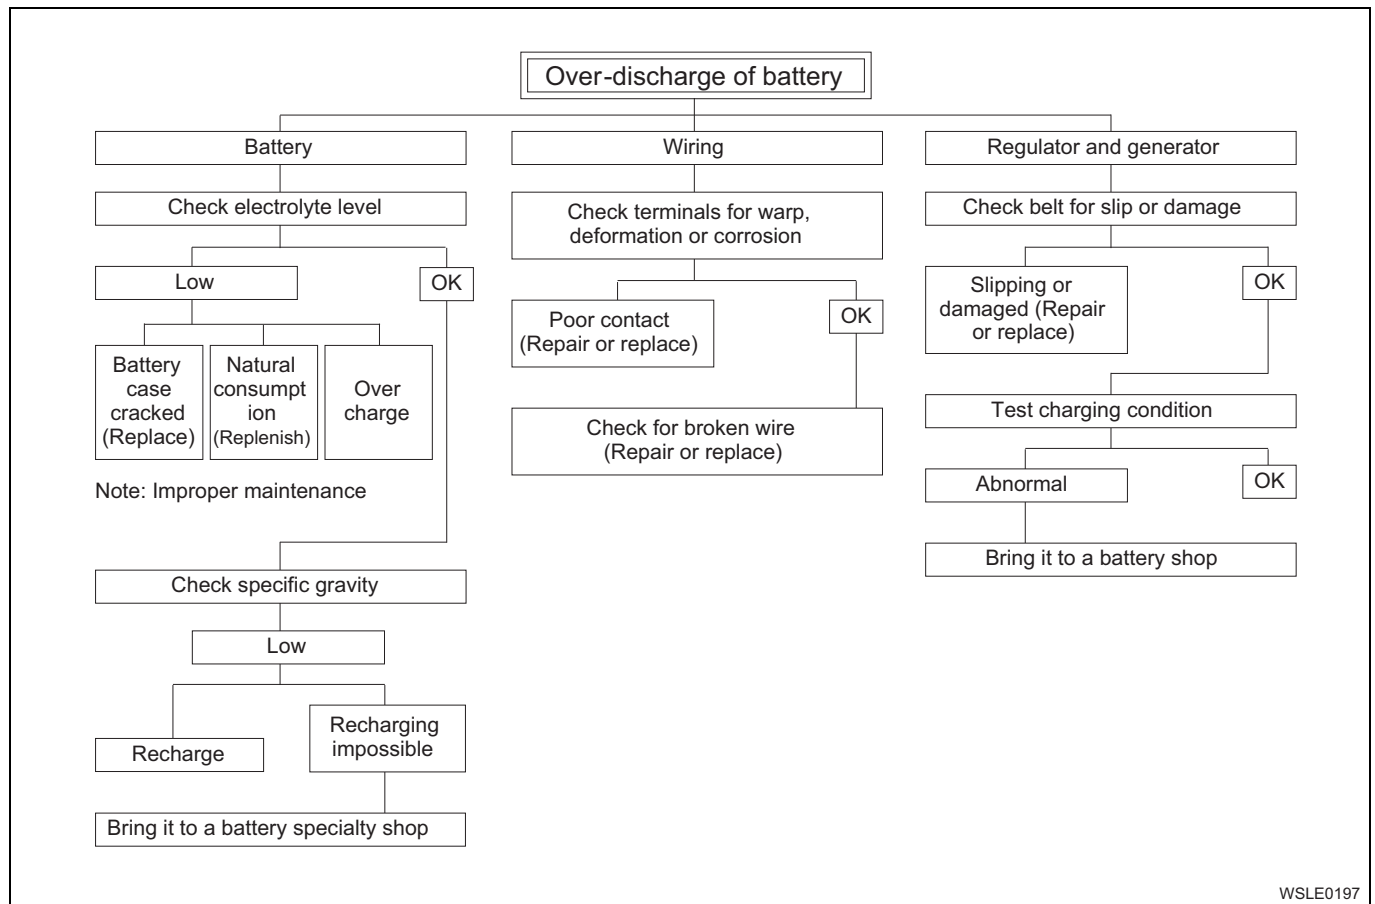 Over-discharge of battery
Battery
Check electrolyte level
Low
OK
Battery
case
cracked
(Replace)
Natural
consumpt
ion
(Replenish)
Over
charge
Note: Improper maintenance
Check specific gravity
Low
Recharge
Recharging
impossible
Bring it to a battery specialty shop
Wiring
Check terminals for warp,
deformation or corrosion
Poor contact
(Repair or replace)
OK
Check for broken wire
(Repair or replace)
Regulator and generator
Check belt for slip or damage
Slipping or
damaged (Repair
or replace)
OK
Test charging condition
Abnormal
OK
Bring it to a battery shop
WSLE0197